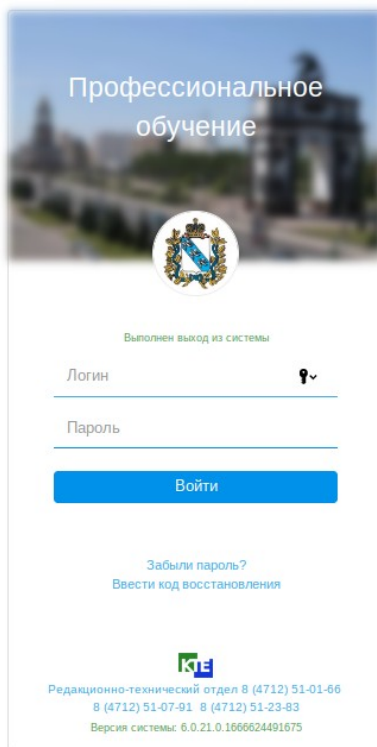 Профессиональное
обучение
Выполнен выход из системы
Логин
Пароль
Войти
Забыли пароль?
Ввести код восстановления
KTE
Редакционно-технический отдел 8 (4712) 51-01-66
8 (4712) 51-07-91 8 (4712) 51-23-83
Версия системы: 6.0.21.0.1666624491675